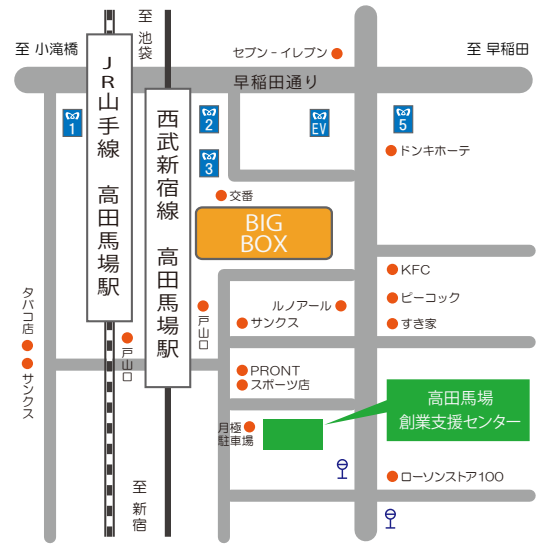 至 池袋
至 小滝橋
セブン-イレブン
至 早稲田
早稲田通り
JR山手線 高田馬場駅
西武新宿線 高田馬場駅
1
2
3
EV
5
ドンキホーテ
交番
BIG
BOX
KFC
ピーコック
すき家
ルノアール
サンクス
戸山口
戸山口
タバコ店
サンクス
PRONT
スポーツ店
高田馬場
創業支援センター
月極
駐車場
ローソンストア100
至 新宿